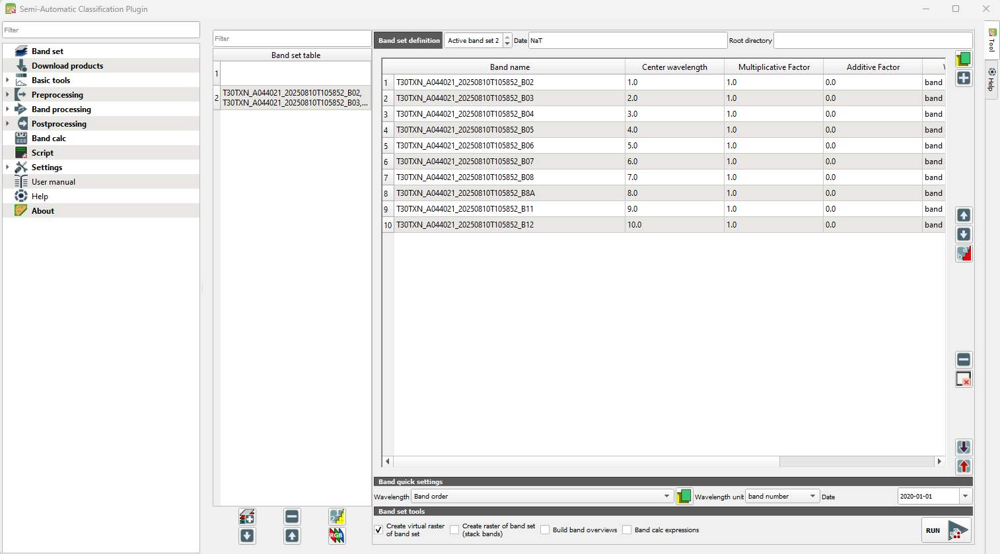 Semi-Automatic Classification Plugin
Filter
Band set
Download products
Basic tools
Preprocessing
Band processing
Postprocessing
Band calc
Script
Settings
User manual
Help
About
Filter
Band set table
1
2 T30TXN_A044021_20250810T105852_B02,
T30TXN_A044021_20250810T105852_B03,...
Band set definition Active band set 2 Date NaT Root directory
Band name Center wavelength Multiplicative Factor Additive Factor
1 T30TXN_A044021_20250810T105852_B02 1.0 1.0 0.0 band
2 T30TXN_A044021_20250810T105852_B03 2.0 1.0 0.0 band
3 T30TXN_A044021_20250810T105852_B04 3.0 1.0 0.0 band
4 T30TXN_A044021_20250810T105852_B05 4.0 1.0 0.0 band
5 T30TXN_A044021_20250810T105852_B06 5.0 1.0 0.0 band
6 T30TXN_A044021_20250810T105852_B07 6.0 1.0 0.0 band
7 T30TXN_A044021_20250810T105852_B08 7.0 1.0 0.0 band
8 T30TXN_A044021_20250810T105852_B8A 8.0 1.0 0.0 band
9 T30TXN_A044021_20250810T105852_B11 9.0 1.0 0.0 band
10 T30TXN_A044021_20250810T105852_B12 10.0 1.0 0.0 band
Band quick settings
Wavelength Band order Wavelength unit band number Date 2020-01-01
Band set tools
Create virtual raster
of band set
Create raster of band set
(stack bands)
Build band overviews
Band calc expressions
RUN
Tool
Help
RGB